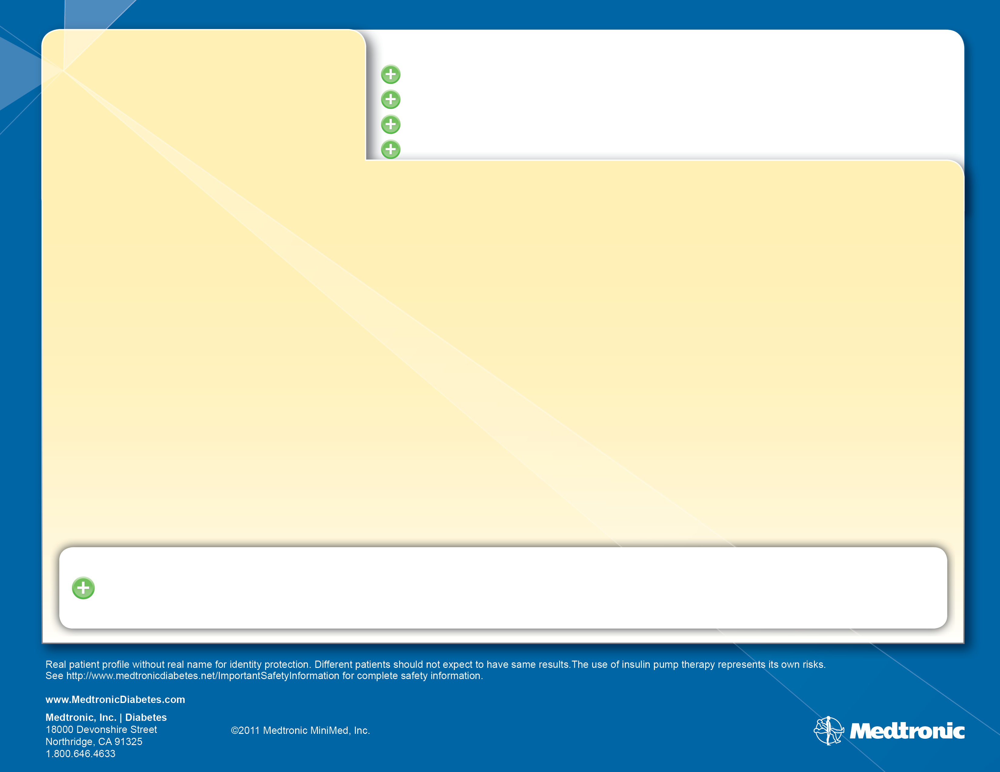 Real patient profile without real name for identity protection. Different patients should not expect to have same results.The use of insulin pump therapy represents its own risks.
See http://www.medtronicdiabetes.net/ImportantSafetyInformation for complete safety information.
www.MedtronicDiabetes.com
Medtronic, Inc. | Diabetes
18000 Devonshire Street
Northridge, CA 91325
1.800.646.4633
©2011 Medtronic MiniMed, Inc.
Medtronic